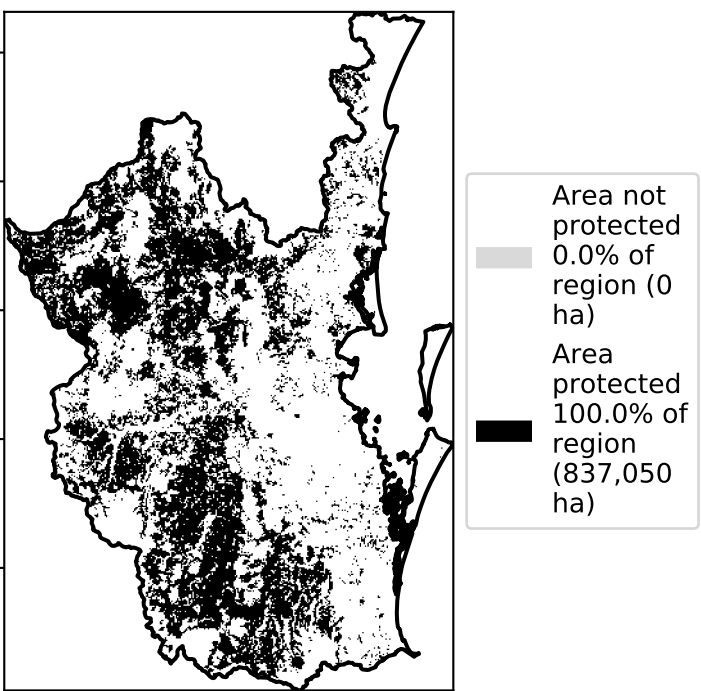 Area not
protected
0.0% of
region (0
ha)
Area
protected
100.0% of
region
(837,050
ha)